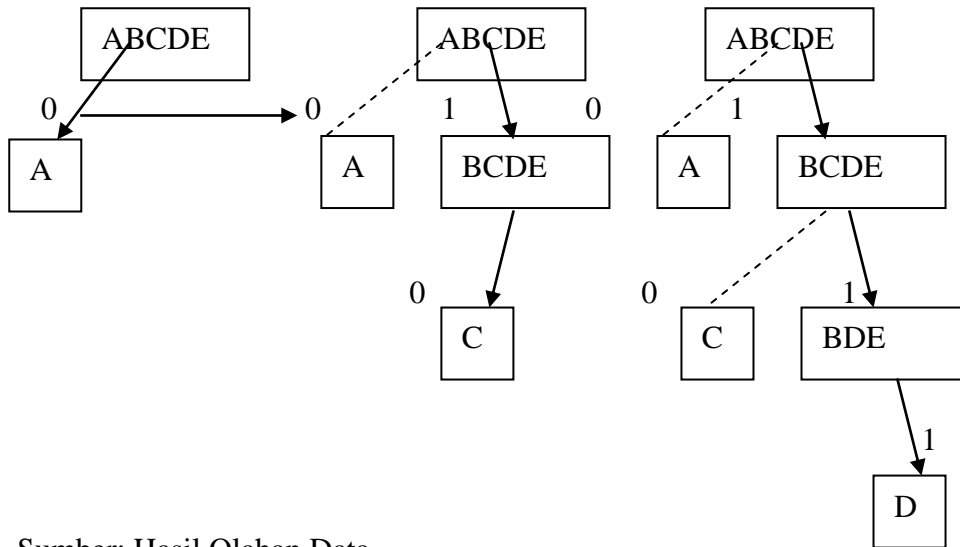 ABCDE ABCDE ABCDE
0 0 1 0 1
A A BCDE A BCDE
0 0 1
C C BDE
1
D
Sumber: Hasil Olahan Data